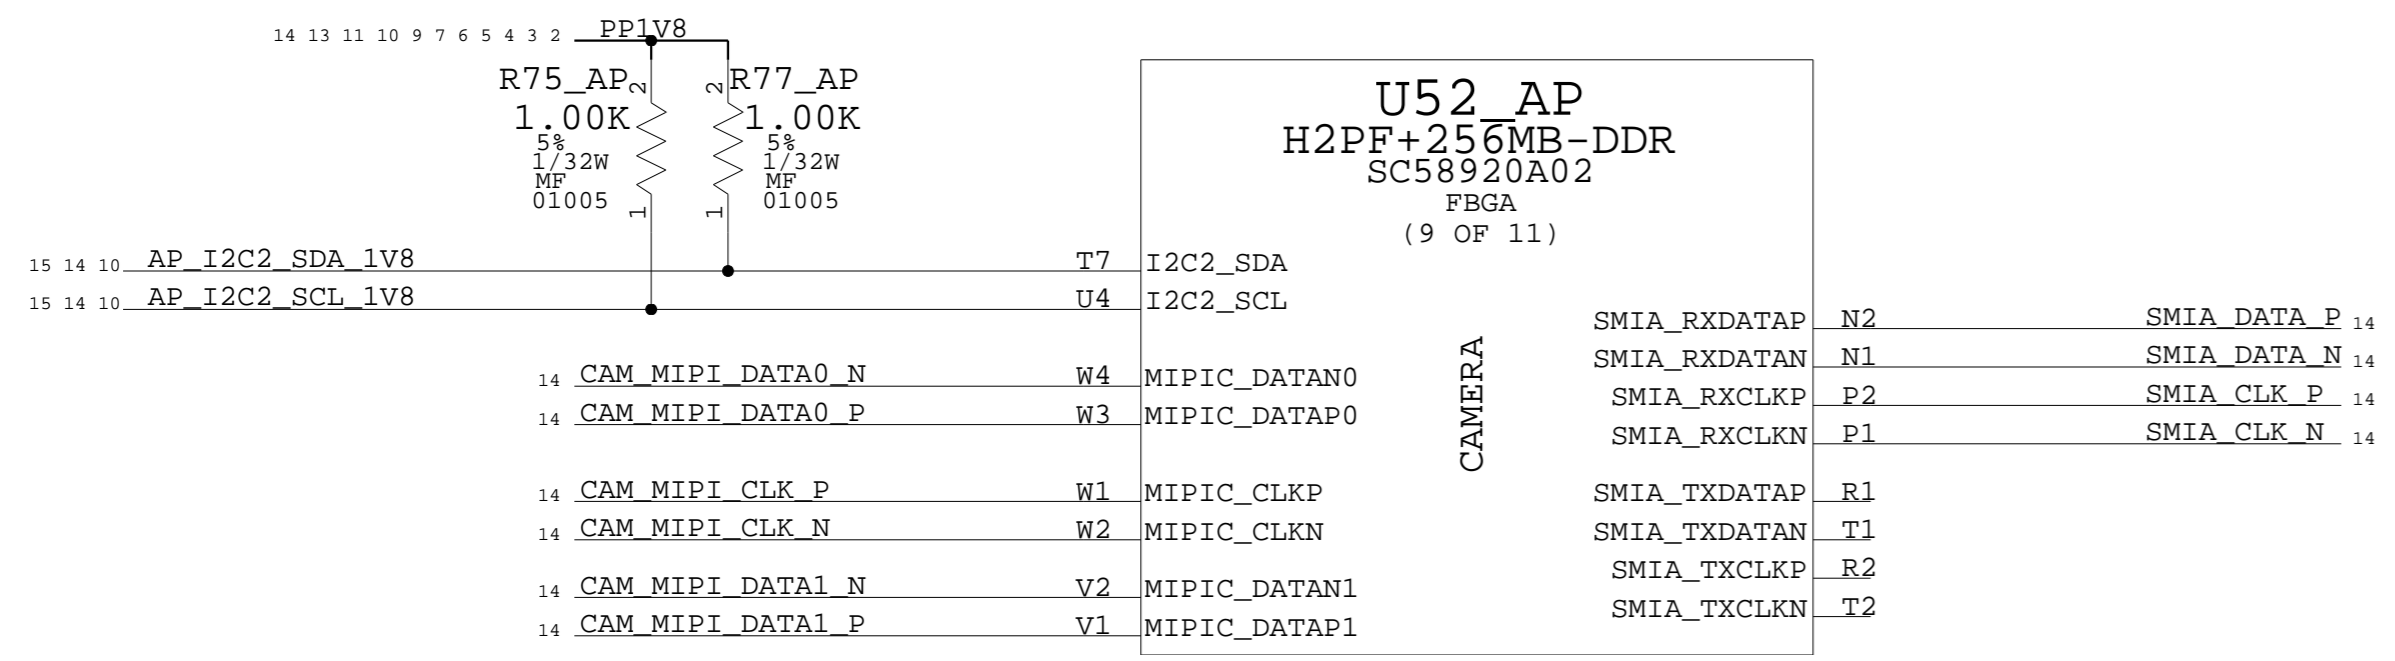 14 13 11 10 9 7 6 5 4 3 2 PP1V8
R75_AP 2
1.00K
5%
1/32W
MF
01005
1
2 R77_AP
1.00K
5%
1/32W
MF
01005
1
U52_AP
H2PF+256MB-DDR
SC58920A02
FBGA
(9 OF 11)
15 14 10 AP_I2C2_SDA_1V8 T7 I2C2_SDA
15 14 10 AP_I2C2_SCL_1V8 U4 I2C2_SCL
14 CAM_MIPI_DATA0_N W4 MIPIC_DATAN0
14 CAM_MIPI_DATA0_P W3 MIPIC_DATAP0
14 CAM_MIPI_CLK_P W1 MIPIC_CLKP
14 CAM_MIPI_CLK_N W2 MIPIC_CLKN
14 CAM_MIPI_DATA1_N V2 MIPIC_DATAN1
14 CAM_MIPI_DATA1_P V1 MIPIC_DATAP1
CAMERA
SMIA_RXDATAP N2 SMIA_DATA_P 14
SMIA_RXDATAN N1 SMIA_DATA_N 14
SMIA_RXCLKP P2 SMIA_CLK_P 14
SMIA_RXCLKN P1 SMIA_CLK_N 14
SMIA_TXDATAP R1
SMIA_TXDATAN T1
SMIA_TXCLKP R2
SMIA_TXCLKN T2